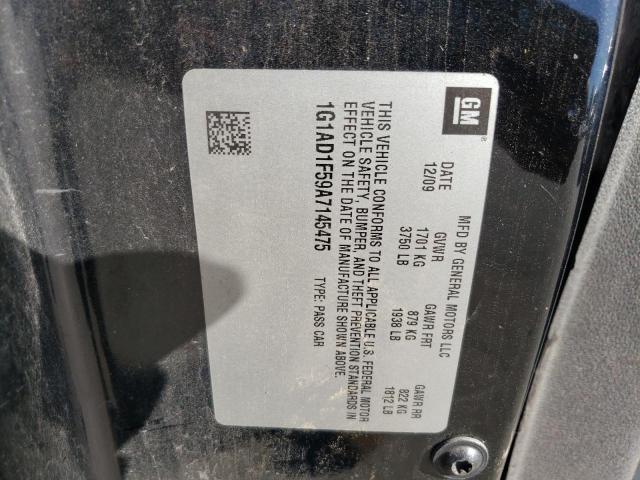 GM
MFD BY GENERAL MOTORS LLC
DATE GVWR GAWR FRT GAWR RR
12/09 1701 KG 879 KG 822 KG
3750 LB 1938 LB 1812 LB
THIS VEHICLE CONFORMS TO ALL APPLICABLE U.S. FEDERAL MOTOR
VEHICLE SAFETY, BUMPER, AND THEFT PREVENTION STANDARDS IN
EFFECT ON THE DATE OF MANUFACTURE SHOWN ABOVE.
1G1AD1F59A7145475 TYPE: PASS CAR